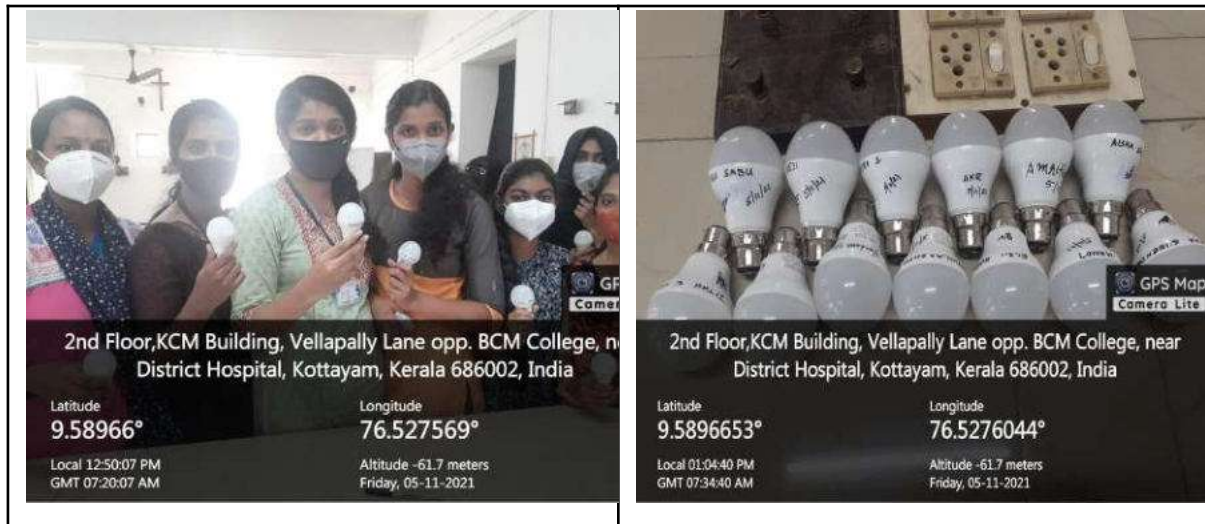 GP
Camera
2nd Floor,KCM Building, Vellapally Lane opp. BCM College, n
District Hospital, Kottayam, Kerala 686002, India
Latitude
9.58966°
Longitude
76.527569°
Local 12:50:07 PM
GMT 07:20:07 AM
Altitude -61.7 meters
Friday, 05-11-2021
SABU
AMAL
GPS Map
Camera Lite
2nd Floor,KCM Building, Vellapally Lane opp. BCM College, near
District Hospital, Kottayam, Kerala 686002, India
Latitude
9.5896653°
Longitude
76.5276044°
Local 01:04:40 PM
GMT 07:34:40 AM
Altitude -61.7 meters
Friday, 05-11-2021